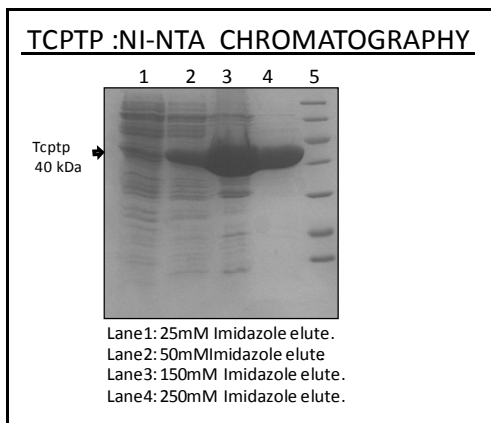 TCPTP :NI-NTA CHROMATOGRAPHY
1 2 3 4 5
Tcptp
40 kDa
Lane1: 25mM Imidazole elute.
Lane2: 50mMImidazole elute
Lane3: 150mM Imidazole elute.
Lane4: 250mM Imidazole elute.